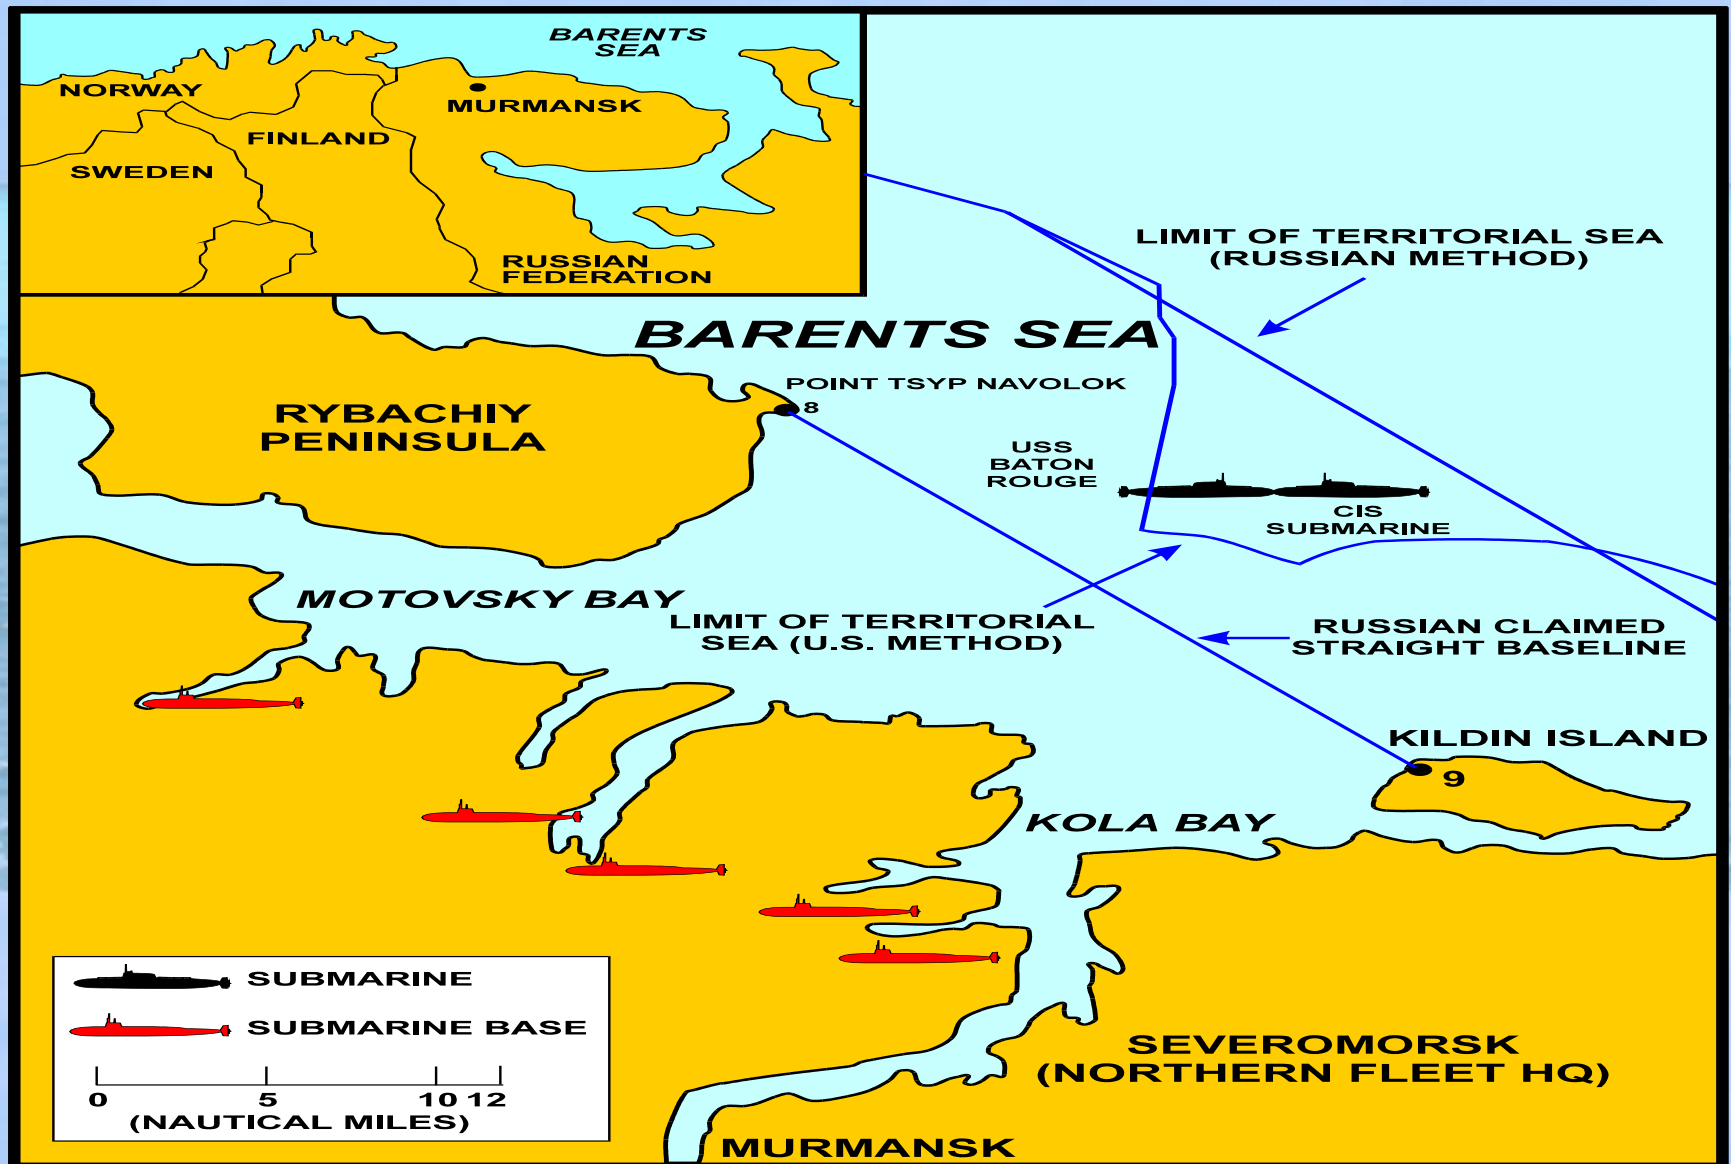 BARENTS
SEA
NORWAY
MURMANSK
FINLAND
SWEDEN
RUSSIAN
FEDERATION
LIMIT OF TERRITORIAL SEA
(RUSSIAN METHOD)
BARENTS SEA
POINT TSYP NAVOLOK
8
RYBACHIY
PENINSULA
USS
BATON
ROUGE
CIS
SUBMARINE
MOTOVSKY BAY
LIMIT OF TERRITORIAL
SEA (U.S. METHOD)
RUSSIAN CLAIMED
STRAIGHT BASELINE
KILDIN ISLAND
9
KOLA BAY
SUBMARINE
SUBMARINE BASE
0 5 10 12
(NAUTICAL MILES)
SEVEROMORSK
(NORTHERN FLEET HQ)
MURMANSK